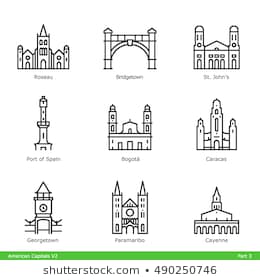 Roseau
Bridgetown
St. John's
Port of Spain
Bogotá
Caracas
Georgetown
Paramaribo
Cayenne
American Capitals V2
Part 3
shutterstock.com • 490250746